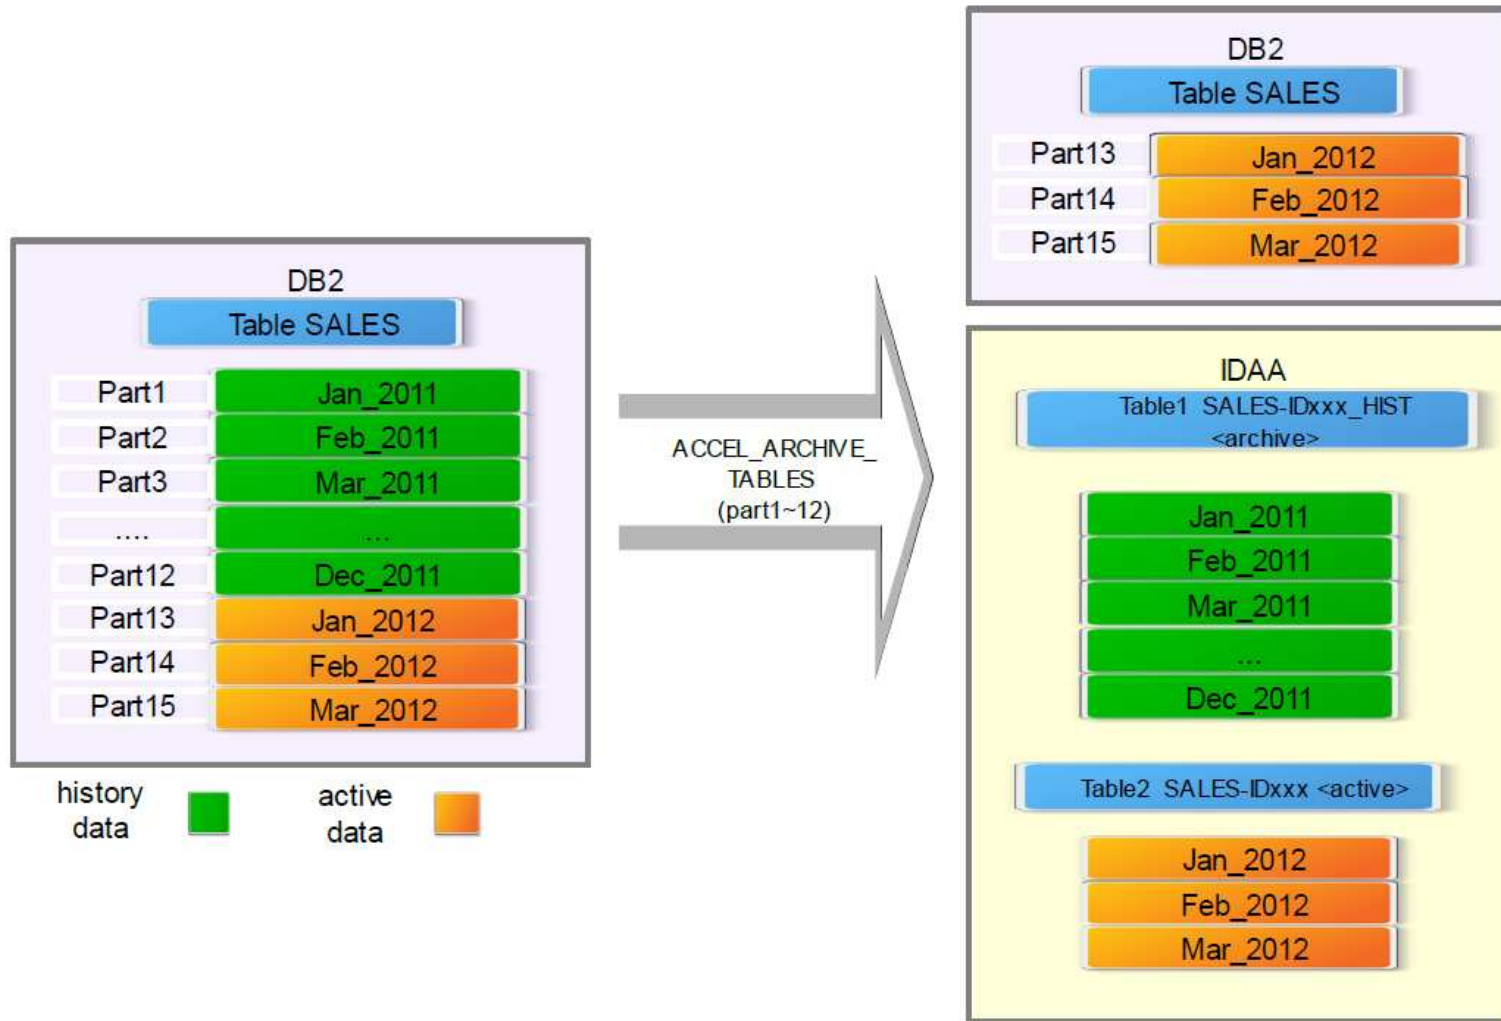 DB2
Table SALES
Part1 Jan_2011
Part2 Feb_2011
Part3 Mar_2011
.... ...
Part12 Dec_2011
Part13 Jan_2012
Part14 Feb_2012
Part15 Mar_2012
history
data
active
data
ACCEL_ARCHIVE_
TABLES
(part1~12)
DB2
Table SALES
Part13 Jan_2012
Part14 Feb_2012
Part15 Mar_2012
IDAA
Table1 SALES-IDxxx_HIST
<archive>
Jan_2011
Feb_2011
Mar_2011
...
Dec_2011
Table2 SALES-IDxxx <active>
Jan_2012
Feb_2012
Mar_2012